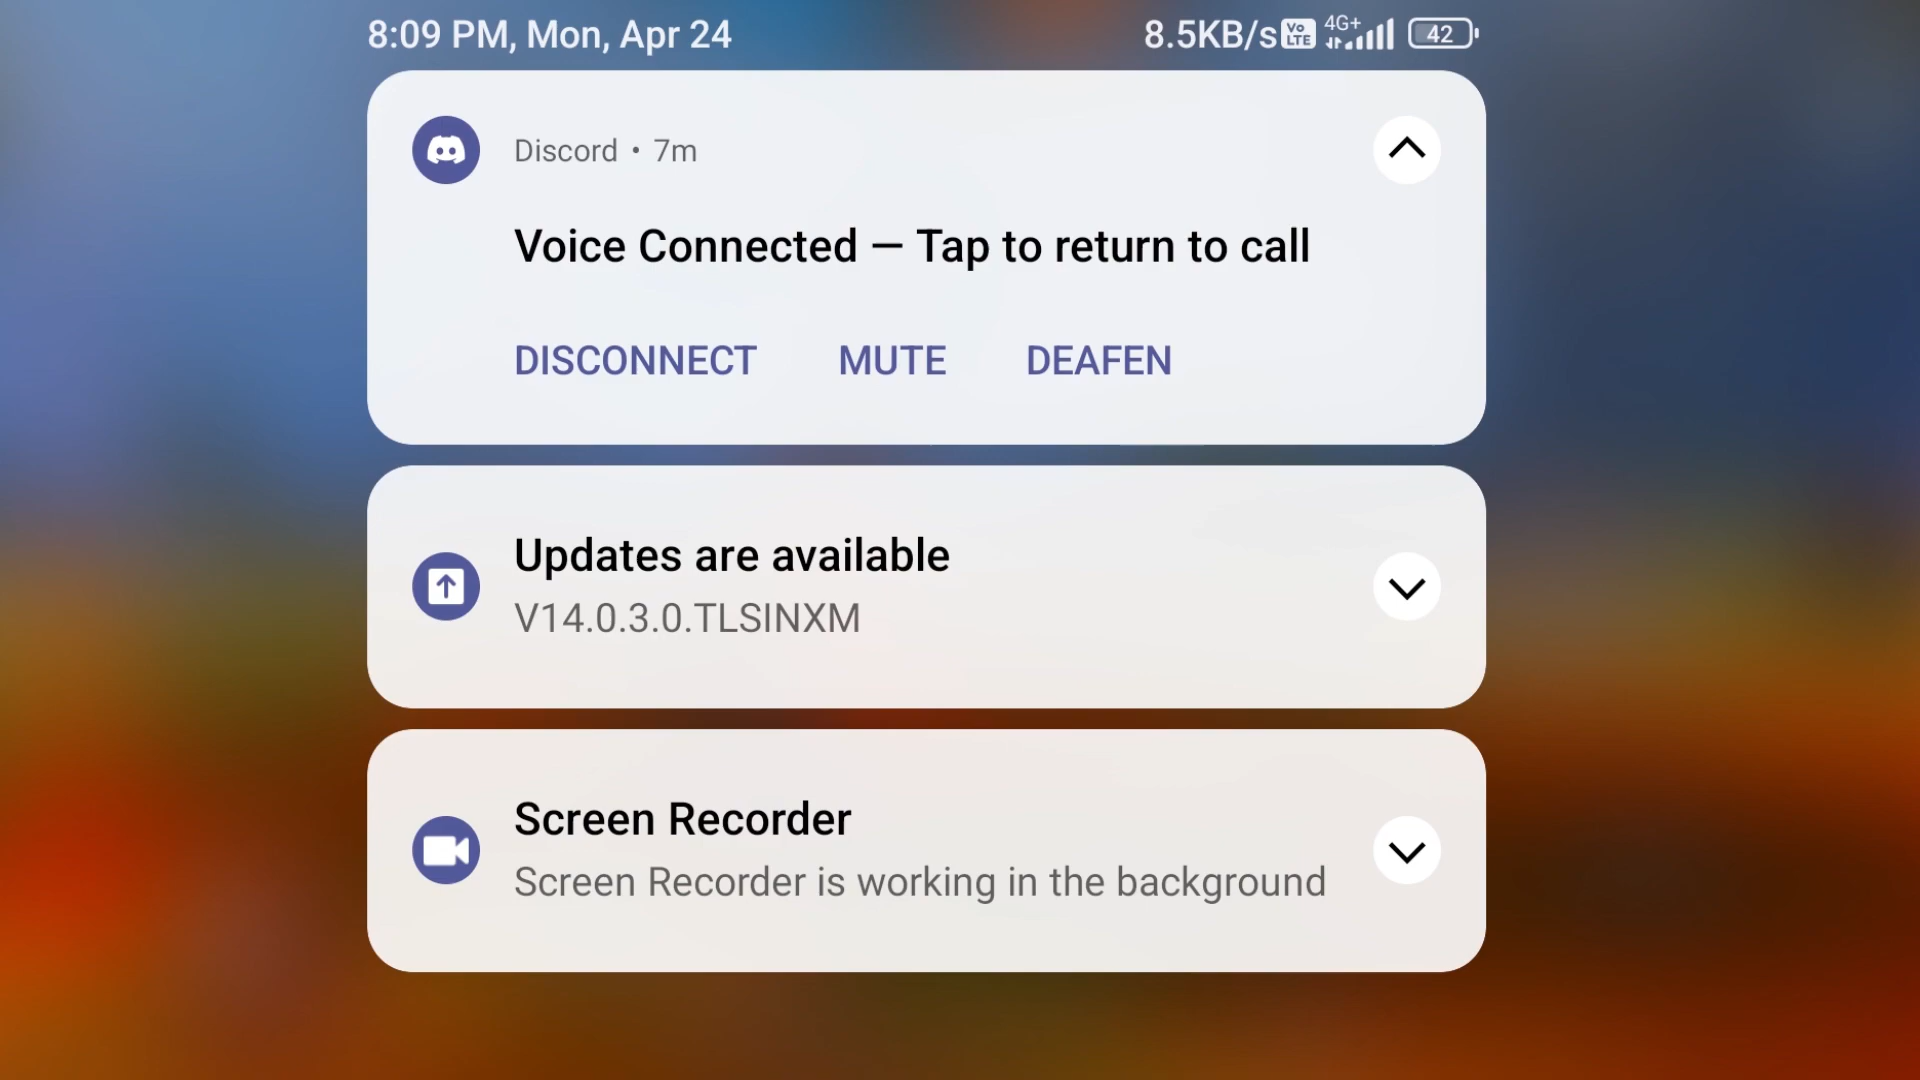 8:09 PM, Mon, Apr 24 8.5KB/s Vo LTE 4G+ 42
Discord • 7m
Voice Connected — Tap to return to call
DISCONNECT MUTE DEAFEN
Updates are available
V14.0.3.0.TLSINXM
Screen Recorder
Screen Recorder is working in the background